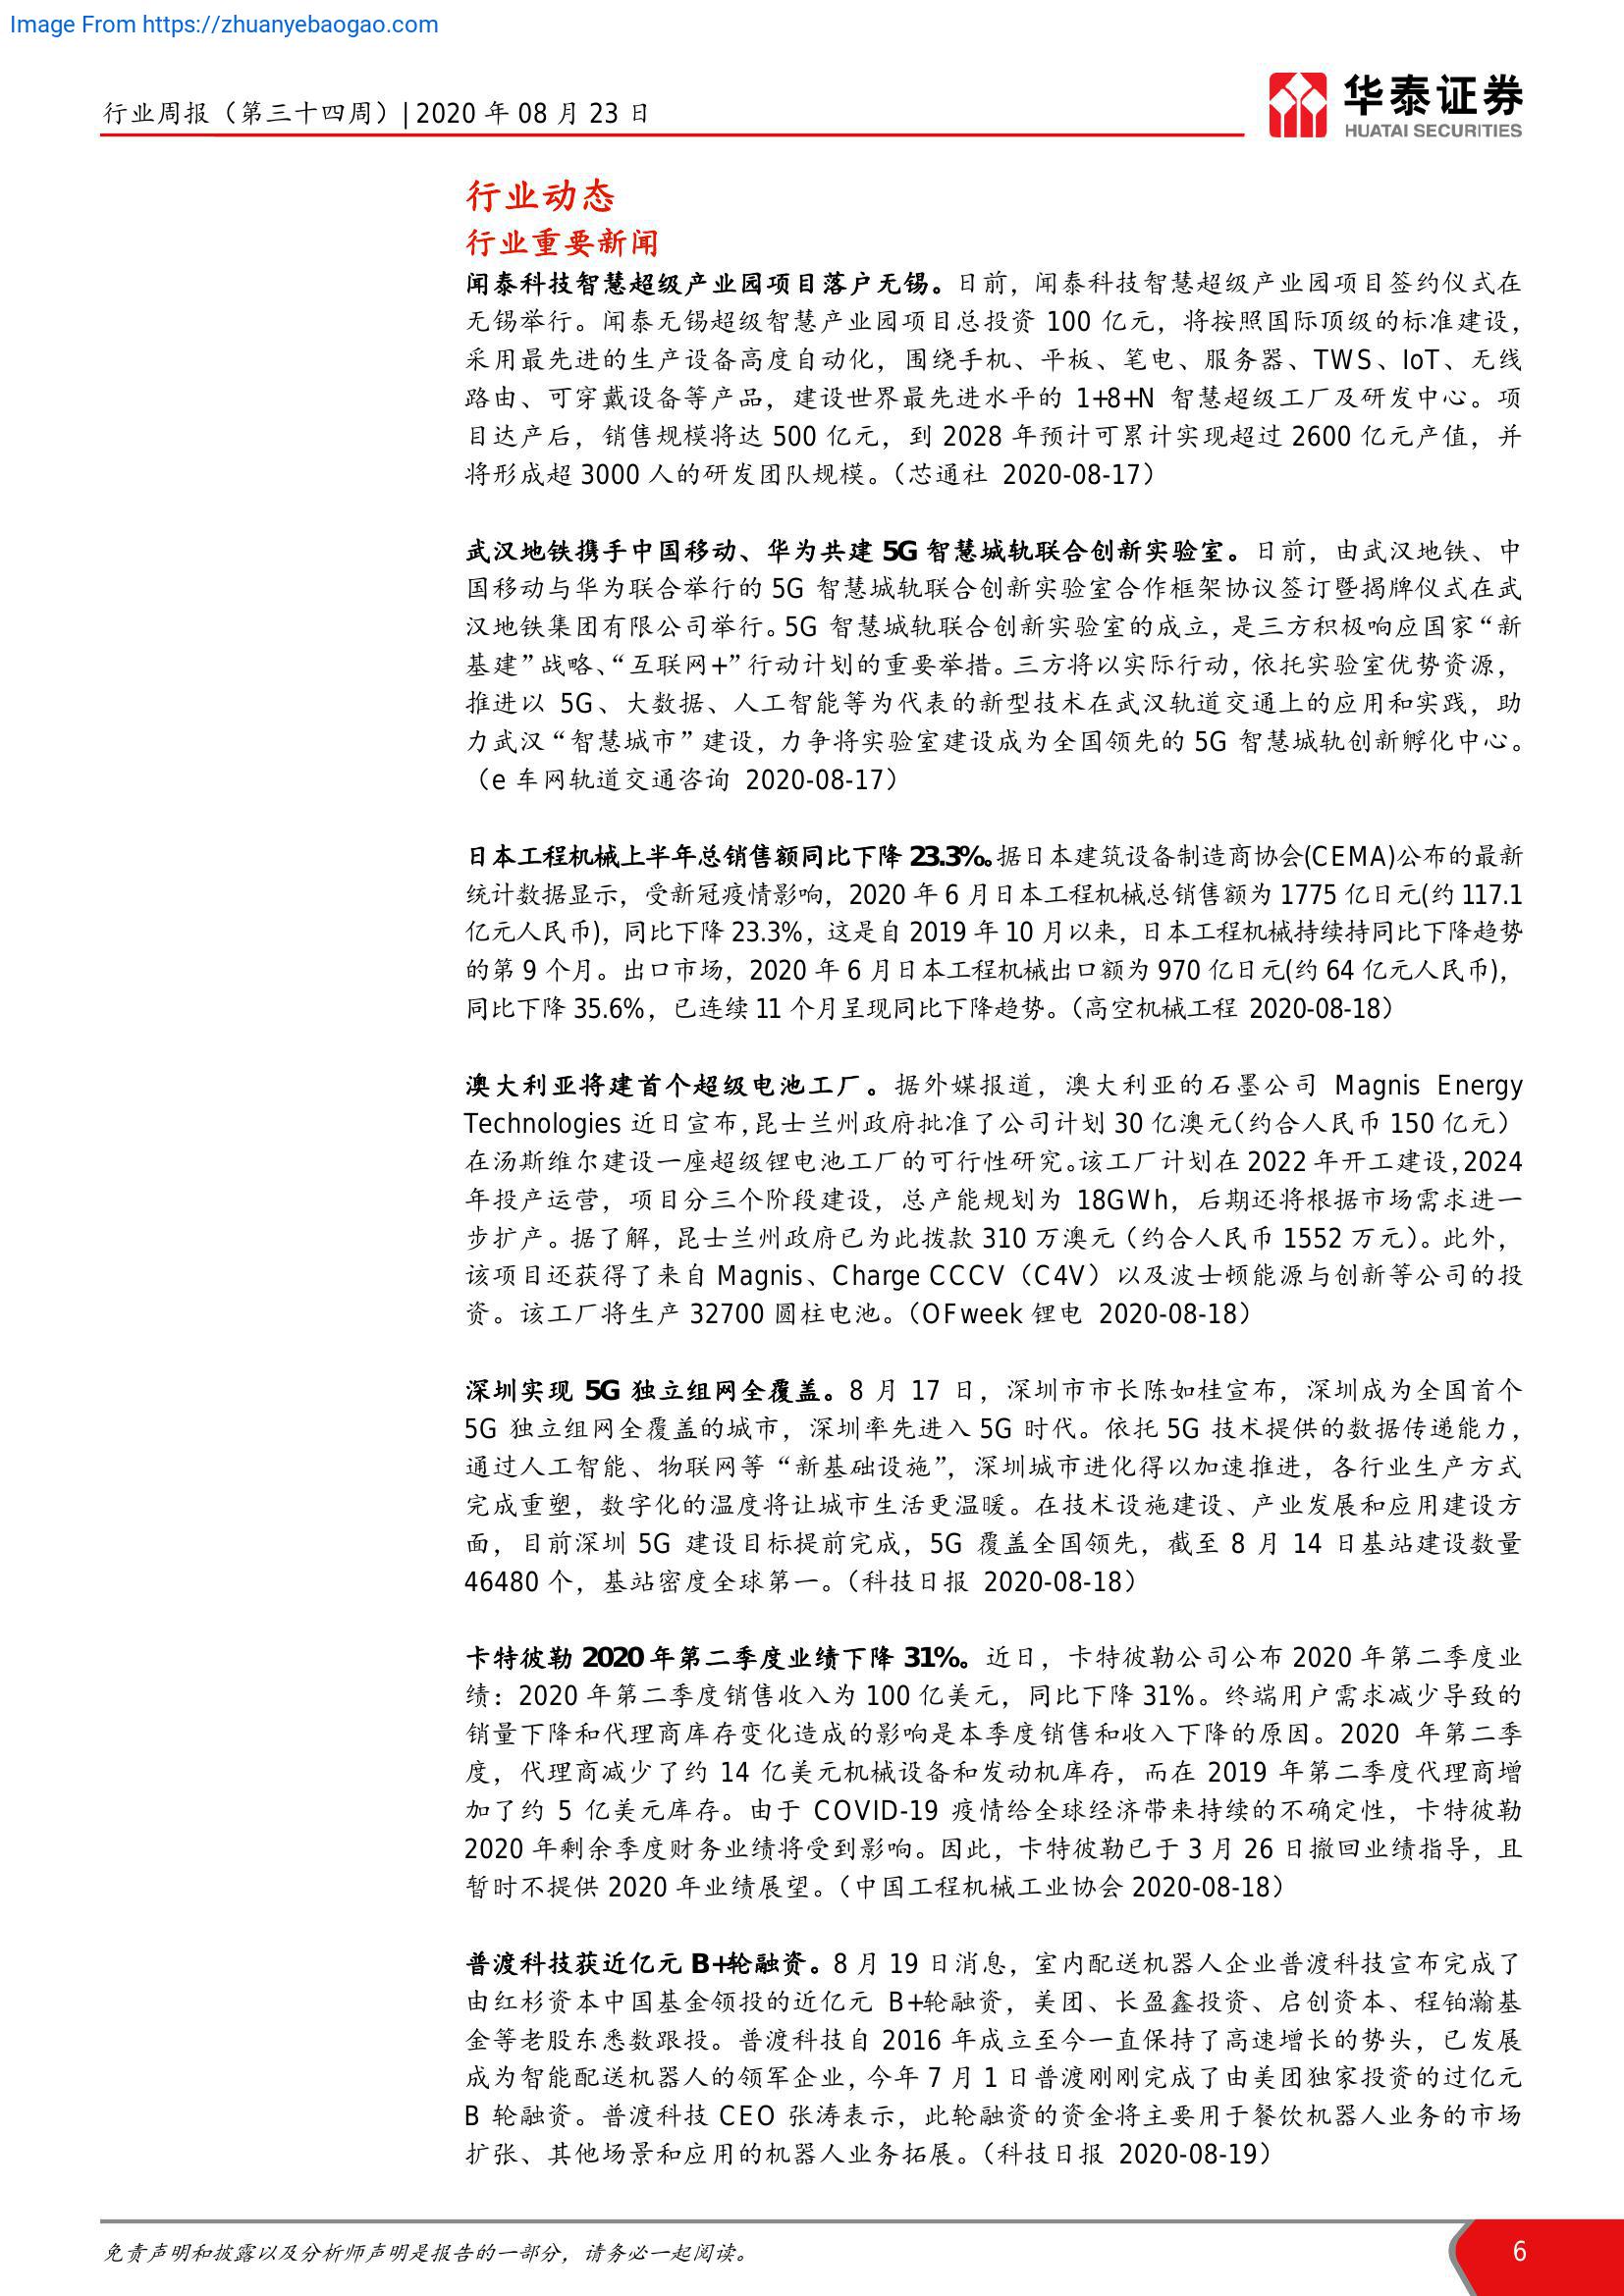 Image From https://zhuanyebaogao.com
行业周报（第三十四周）| 2020 年 08 月 23 日
华泰证券
HUATAI SECURITIES
行业动态
行业重要新闻
闻泰科技智慧超级产业园项目落户无锡。日前，闻泰科技智慧超级产业园项目签约仪式在
无锡举行。闻泰无锡超级智慧产业园项目总投资 100 亿元，将按照国际顶级的标准建设，
采用最先进的生产设备高度自动化，围绕手机、平板、笔电、服务器、TWS、IoT、无线
路由、可穿戴设备等产品，建设世界最先进水平的 1+8+N 智慧超级工厂及研发中心。项
目达产后，销售规模将达 500 亿元，到 2028 年预计可累计实现超过 2600 亿元产值，并
将形成超 3000 人的研发团队规模。（芯通社 2020-08-17）
武汉地铁携手中国移动、华为共建 5G 智慧城轨联合创新实验室。日前，由武汉地铁、中
国移动与华为联合举行的 5G 智慧城轨联合创新实验室合作框架协议签订暨揭牌仪式在武
汉地铁集团有限公司举行。5G 智慧城轨联合创新实验室的成立，是三方积极响应国家“新
基建”战略、“互联网+”行动计划的重要举措。三方将以实际行动，依托实验室优势资源，
推进以 5G、大数据、人工智能等为代表的新型技术在武汉轨道交通上的应用和实践，助
力武汉“智慧城市”建设，力争将实验室建设成为全国领先的 5G 智慧城轨创新孵化中心。
（e 车网轨道交通咨询 2020-08-17）
日本工程机械上半年总销售额同比下降 23.3%。据日本建筑设备制造商协会(CEMA)公布的最新
统计数据显示，受新冠疫情影响，2020 年 6 月日本工程机械总销售额为 1775 亿日元(约 117.1
亿元人民币)，同比下降 23.3%，这是自 2019 年 10 月以来，日本工程机械持续持同比下降趋势
的第 9 个月。出口市场，2020 年 6 月日本工程机械出口额为 970 亿日元(约 64 亿元人民币)，
同比下降 35.6%，已连续 11 个月呈现同比下降趋势。（高空机械工程 2020-08-18）
澳大利亚将建首个超级电池工厂。据外媒报道，澳大利亚的石墨公司 Magnis Energy
Technologies 近日宣布，昆士兰州政府批准了公司计划 30 亿澳元（约合人民币 150 亿元）
在汤斯维尔建设一座超级锂电池工厂的可行性研究。该工厂计划在 2022 年开工建设，2024
年投产运营，项目分三个阶段建设，总产能规划为 18GWh，后期还将根据市场需求进一
步扩产。据了解，昆士兰州政府已为此拨款 310 万澳元（约合人民币 1552 万元）。此外，
该项目还获得了来自 Magnis、Charge CCCV（C4V）以及波士顿能源与创新等公司的投
资。该工厂将生产 32700 圆柱电池。（OFweek 锂电 2020-08-18）
深圳实现 5G 独立组网全覆盖。8 月 17 日，深圳市市长陈如桂宣布，深圳成为全国首个
5G 独立组网全覆盖的城市，深圳率先进入 5G 时代。依托 5G 技术提供的数据传递能力，
通过人工智能、物联网等“新基础设施”，深圳城市进化得以加速推进，各行业生产方式
完成重塑，数字化的温度将让城市生活更温暖。在技术设施建设、产业发展和应用建设方
面，目前深圳 5G 建设目标提前完成，5G 覆盖全国领先，截至 8 月 14 日基站建设数量
46480 个，基站密度全球第一。（科技日报 2020-08-18）
卡特彼勒 2020 年第二季度业绩下降 31%。近日，卡特彼勒公司公布 2020 年第二季度业
绩：2020 年第二季度销售收入为 100 亿美元，同比下降 31%。终端用户需求减少导致的
销量下降和代理商库存变化造成的影响是本季度销售和收入下降的原因。2020 年第二季
度，代理商减少了约 14 亿美元机械设备和发动机库存，而在 2019 年第二季度代理商增
加了约 5 亿美元库存。由于 COVID-19 疫情给全球经济带来持续的不确定性，卡特彼勒
2020 年剩余季度财务业绩将受到影响。因此，卡特彼勒已于 3 月 26 日撤回业绩指导，且
暂时不提供 2020 年业绩展望。（中国工程机械工业协会 2020-08-18）
普渡科技获近亿元 B+轮融资。8 月 19 日消息，室内配送机器人企业普渡科技宣布完成了
由红杉资本中国基金领投的近亿元 B+轮融资，美团、长盈鑫投资、启创资本、程铂瀚基
金等老股东悉数跟投。普渡科技自 2016 年成立至今一直保持了高速增长的势头，已发展
成为智能配送机器人的领军企业，今年 7 月 1 日普渡刚刚完成了由美团独家投资的过亿元
B 轮融资。普渡科技 CEO 张涛表示，此轮融资的资金将主要用于餐饮机器人业务的市场
扩张、其他场景和应用的机器人业务拓展。（科技日报 2020-08-19）
免责声明和披露以及分析师声明是报告的一部分，请务必一起阅读。
6